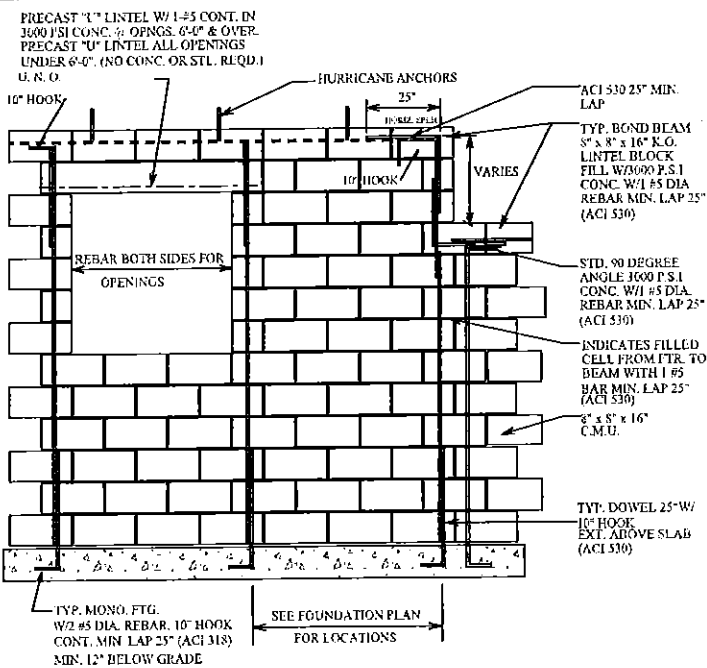 PRECAST "U" LINTEL W/ 1-#5 CONT. IN
3000 PSI CONC. @ OPNGS. 6'-0" & OVER.
PRECAST "U" LINTEL ALL OPENINGS
UNDER 6'-0". (NO CONC. OR STL. REQD.)
U. N. O.
10" HOOK
HURRICANE ANCHORS
25"
HORIZ. SPLICE
10" HOOK
VARIES
ACI 530 25" MIN.
LAP
TYP. BOND BEAM
8" x 8" x 16" K.O.
LINTEL BLOCK
FILL W/3000 P.S.I
CONC. W/1 #5 DIA
REBAR MIN. LAP 25"
(ACI 530)
REBAR BOTH SIDES FOR
OPENINGS
STD. 90 DEGREE
ANGLE 3000 P.S.I
CONC. W/1 #5 DIA.
REBAR MIN. LAP 25"
(ACI 530)
INDICATES FILLED
CELL FROM FTR. TO
BEAM WITH 1 #5
BAR MIN. LAP 25"
(ACI 530)
8" x 8" x 16"
C.M.U.
TYP. DOWEL 25" W/
10" HOOK
EXT. ABOVE SLAB
(ACI 530)
TYP. MONO. FTG.
W/2 #5 DIA. REBAR. 10" HOOK
CONT. MIN. LAP 25" (ACI 318)
MIN. 12" BELOW GRADE
SEE FOUNDATION PLAN
FOR LOCATIONS